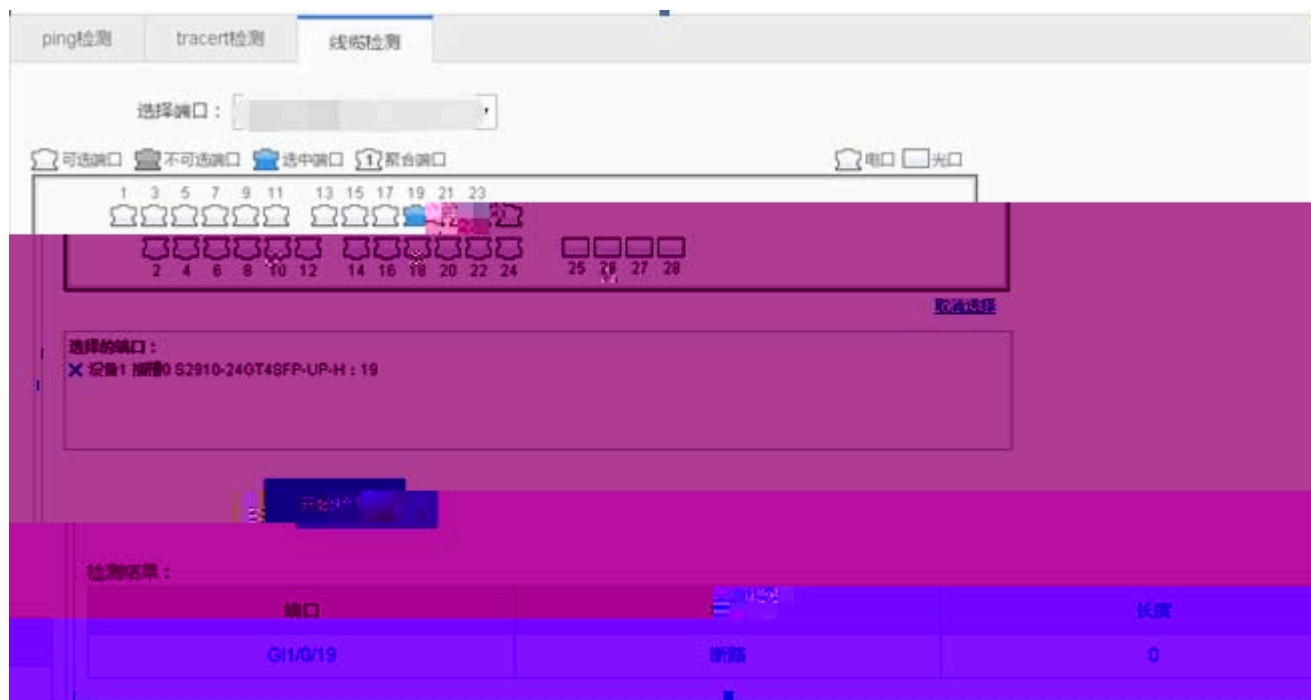 ping检测 tracert检测 线缆检测
选择端口：
可选端口 不可选端口 选中端口 1 聚合端口 电口 光口
1 3 5 7 9 11 13 15 17 19 21 23
2 4 6 8 10 12 14 16 18 20 22 24 25 26 27 28
取消选择
选择的端口：
设备1 插槽0 S2910-24GT4SFP-UP-H：19
检测结果：
端口 长度
GI1/0/19 断路 0